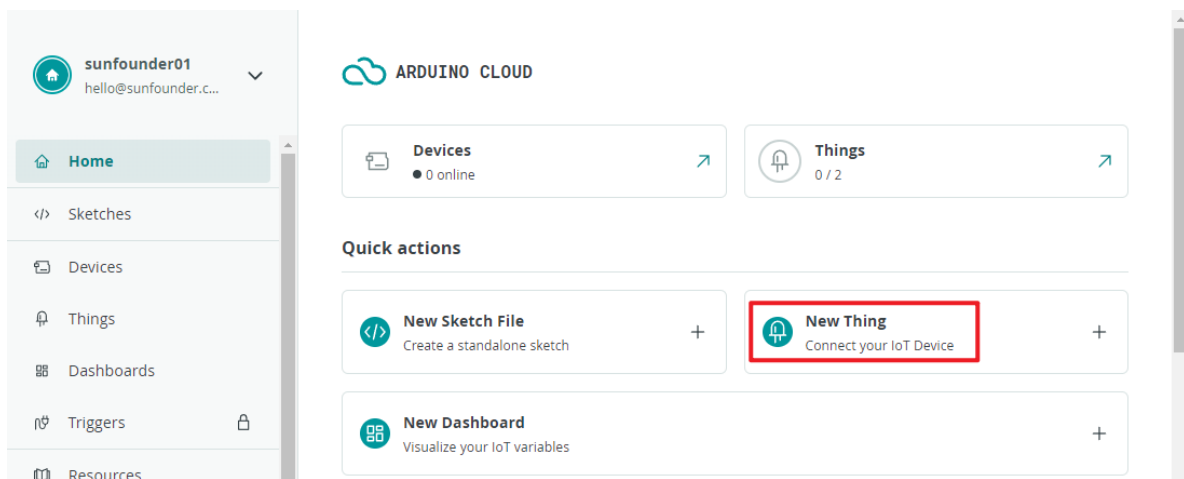 sunfounder01
hello@sunfounder.c...
Home
Sketches
Devices
Things
Dashboards
Triggers
Resources
ARDUINO CLOUD
Devices
0 online
Things
0 / 2
Quick actions
New Sketch File
Create a standalone sketch
New Thing
Connect your IoT Device
New Dashboard
Visualize your IoT variables